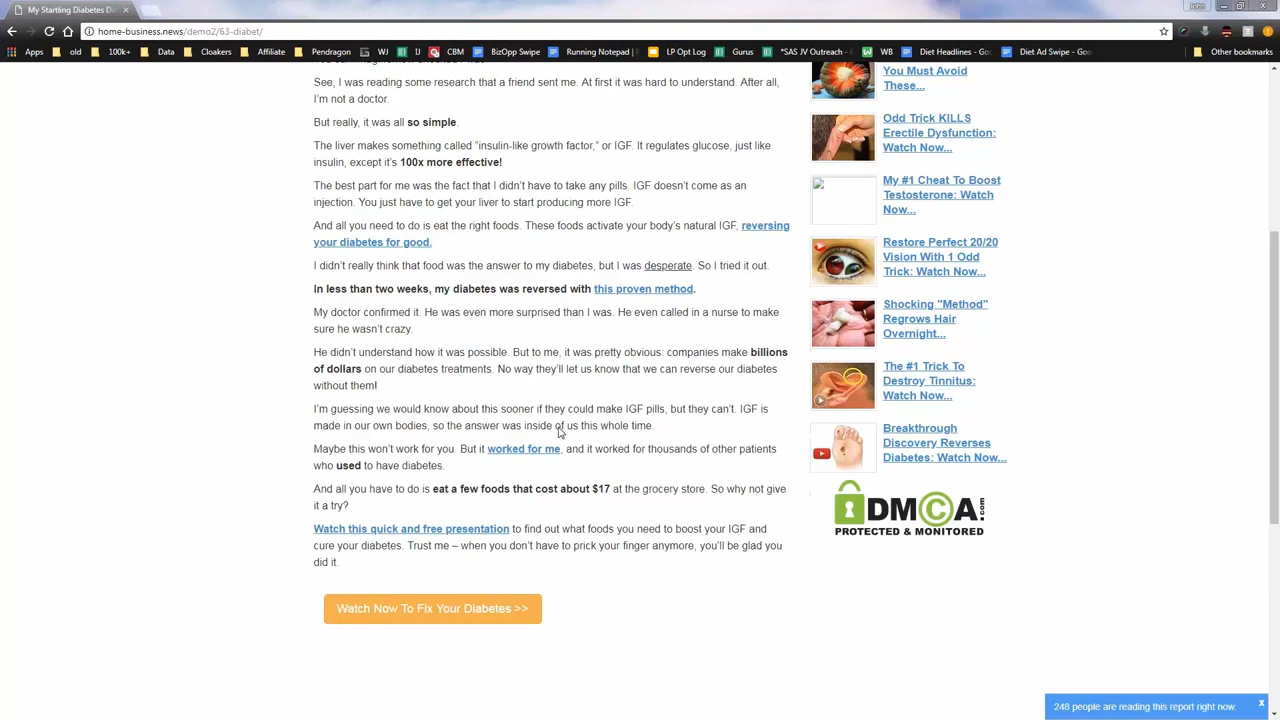 My Startling Diabetes Di
home-business.news/demo2/63-diabet/
Apps old 100k+ Data Cloakers Affiliate Pendragon WJ IJ CBM BizOpp Swipe Running Notepad LP Opt Log Gurus *SAS JV Outreach - G WB Diet Headlines - Go Diet Ad Swipe - Goo Other bookmarks
See, I was reading some research that a friend sent me. At first it was hard to understand. After all,
I'm not a doctor.
But really, it was all so simple.
The liver makes something called “insulin-like growth factor,” or IGF. It regulates glucose, just like
insulin, except it's 100x more effective!
The best part for me was the fact that I didn't have to take any pills. IGF doesn't come as an
injection. You just have to get your liver to start producing more IGF.
And all you need to do is eat the right foods. These foods activate your body's natural IGF, reversing
your diabetes for good.
I didn't really think that food was the answer to my diabetes, but I was desperate. So I tried it out.
In less than two weeks, my diabetes was reversed with this proven method.
My doctor confirmed it. He was even more surprised than I was. He even called in a nurse to make
sure he wasn't crazy.
He didn't understand how it was possible. But to me, it was pretty obvious: companies make billions
of dollars on our diabetes treatments. No way they'll let us know that we can reverse our diabetes
without them!
I'm guessing we would know about this sooner if they could make IGF pills, but they can't. IGF is
made in our own bodies, so the answer was inside of us this whole time.
Maybe this won't work for you. But it worked for me, and it worked for thousands of other patients
who used to have diabetes.
And all you have to do is eat a few foods that cost about $17 at the grocery store. So why not give
it a try?
Watch this quick and free presentation to find out what foods you need to boost your IGF and
cure your diabetes. Trust me – when you don't have to prick your finger anymore, you'll be glad you
did it.
Watch Now To Fix Your Diabetes >>
You Must Avoid
These...
Odd Trick KILLS
Erectile Dysfunction:
Watch Now...
My #1 Cheat To Boost
Testosterone: Watch
Now...
Restore Perfect 20/20
Vision With 1 Odd
Trick: Watch Now...
Shocking "Method"
Regrows Hair
Overnight...
The #1 Trick To
Destroy Tinnitus:
Watch Now...
Breakthrough
Discovery Reverses
Diabetes: Watch Now...
DMCA.com
PROTECTED & MONITORED
248 people are reading this report right now. x